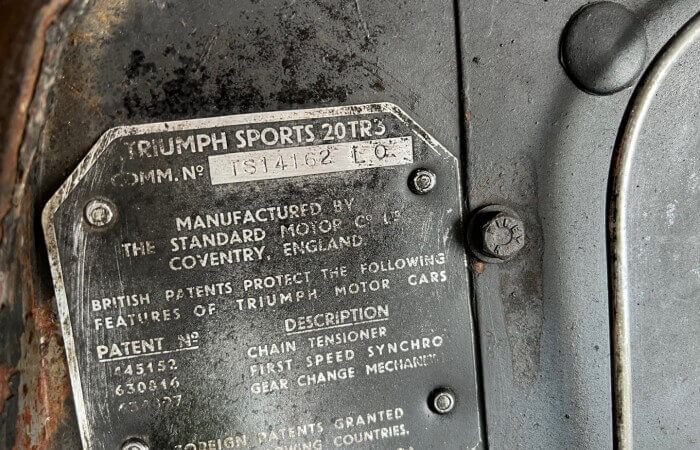 TRIUMPH SPORTS 20TR3
COMM. Nº TS14162 LO
MANUFACTURED BY
THE STANDARD MOTOR Cº Lᴰ
COVENTRY, ENGLAND
BRITISH PATENTS PROTECT THE FOLLOWING
FEATURES OF TRIUMPH MOTOR CARS
PATENT Nº DESCRIPTION
445152 CHAIN TENSIONER
630816 FIRST SPEED SYNCHRO
GEAR CHANGE
FOREIGN PATENTS GRANTED
COUNTRIES.